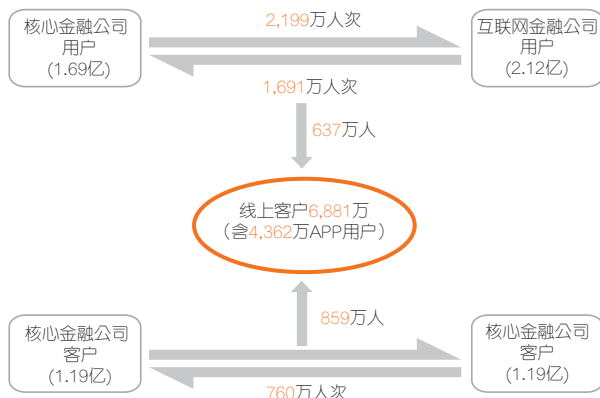 核心金融公司
用户
(1.69亿)
2,199万人次
互联网金融公司
用户
(2.12亿)
1,691万人次
637万人
线上客户6,881万
（含4,362万APP用户）
859万人
核心金融公司
客户
(1.19亿)
核心金融公司
客户
(1.19亿)
760万人次